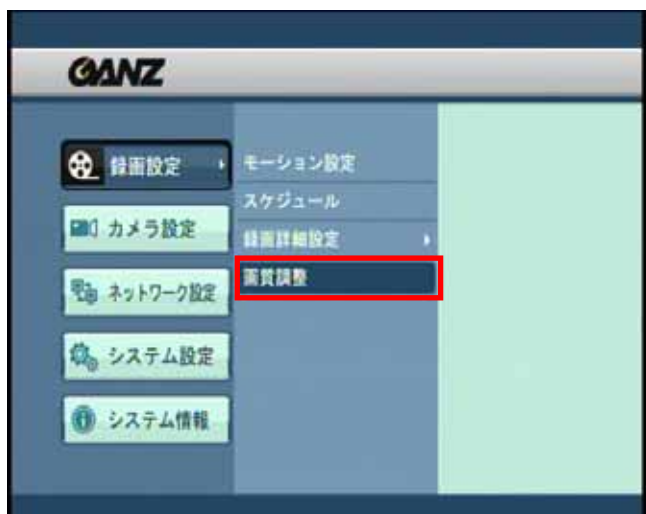 GANZ
録画設定
カメラ設定
ネットワーク設定
システム設定
システム情報
モーション設定
スケジュール
録画詳細設定
画質調整